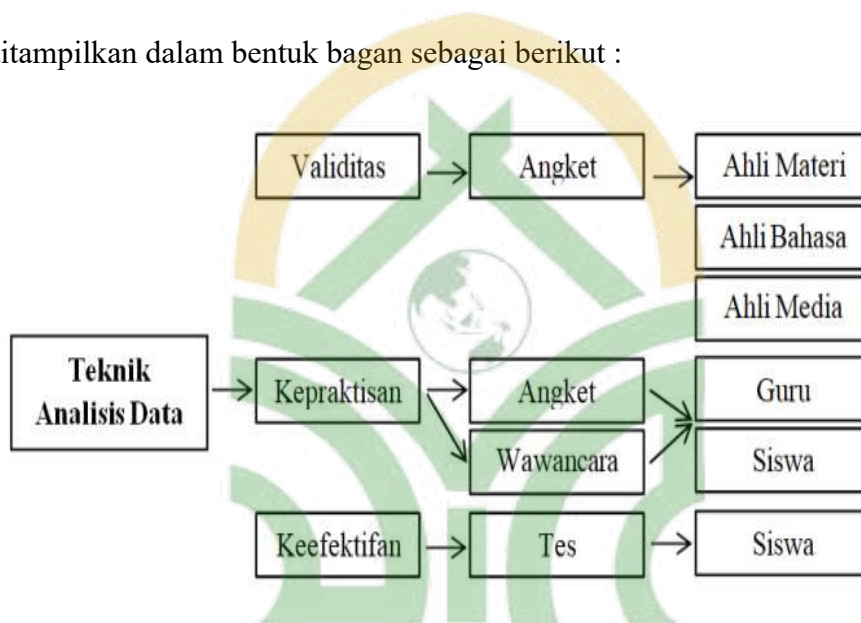 itampilkan dalam bentuk bagan sebagai berikut :
Validitas
Angket
Ahli Materi
Ahli Bahasa
Ahli Media
Teknik
Analisis Data
Kepraktisan
Angket
Guru
Wawancara
Siswa
Keefektifan
Tes
Siswa